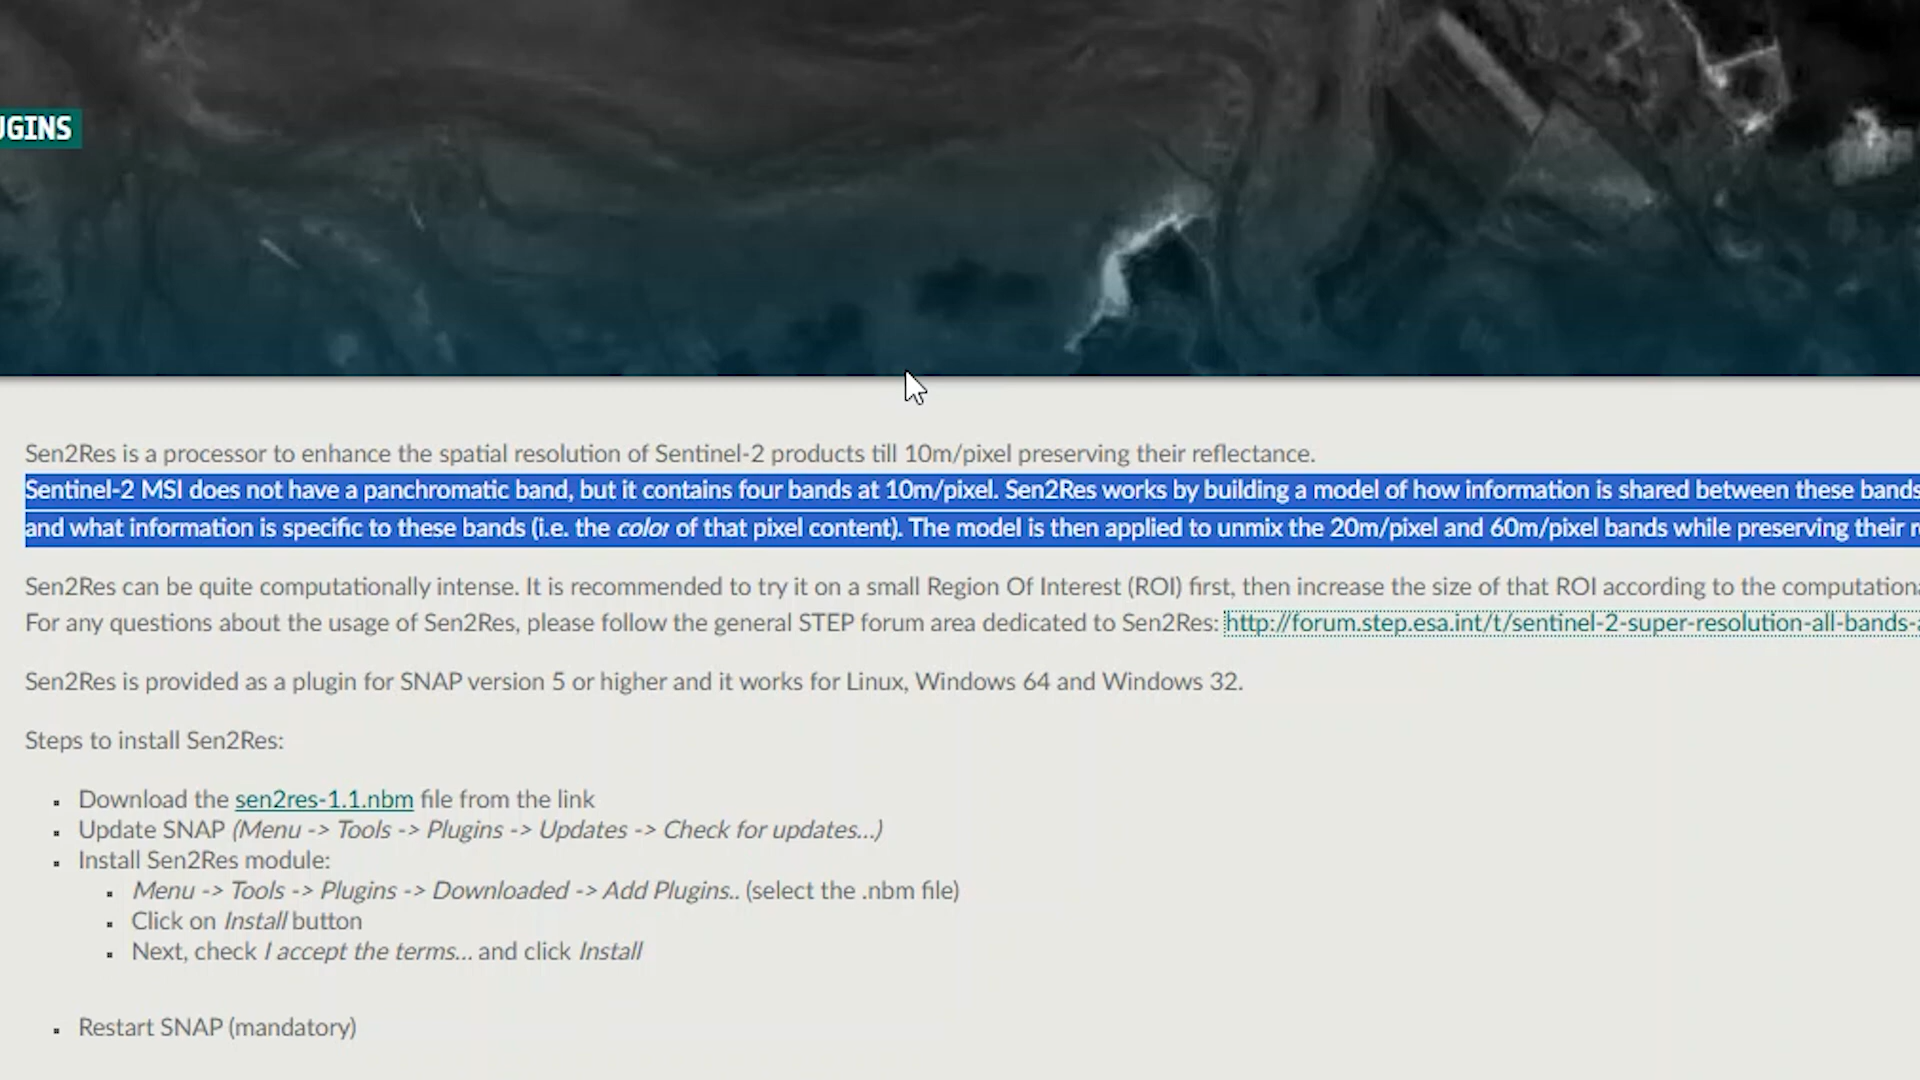 UGINS
Sen2Res is a processor to enhance the spatial resolution of Sentinel-2 products till 10m/pixel preserving their reflectance.
Sentinel-2 MSI does not have a panchromatic band, but it contains four bands at 10m/pixel. Sen2Res works by building a model of how information is shared between these bands
and what information is specific to these bands (i.e. the color of that pixel content). The model is then applied to unmix the 20m/pixel and 60m/pixel bands while preserving their
Sen2Res can be quite computationally intense. It is recommended to try it on a small Region Of Interest (ROI) first, then increase the size of that ROI according to the
For any questions about the usage of Sen2Res, please follow the general STEP forum area dedicated to Sen2Res: http://forum.step.esa.int/t/sentinel-2-super-resolution-all-bands-
Sen2Res is provided as a plugin for SNAP version 5 or higher and it works for Linux, Windows 64 and Windows 32.
Steps to install Sen2Res:
▪ Download the sen2res-1.1.nbm file from the link
▪ Update SNAP (Menu -> Tools -> Plugins -> Updates -> Check for updates...)
▪ Install Sen2Res module:
▪ Menu -> Tools -> Plugins -> Downloaded -> Add Plugins.. (select the .nbm file)
▪ Click on Install button
▪ Next, check I accept the terms... and click Install
▪ Restart SNAP (mandatory)